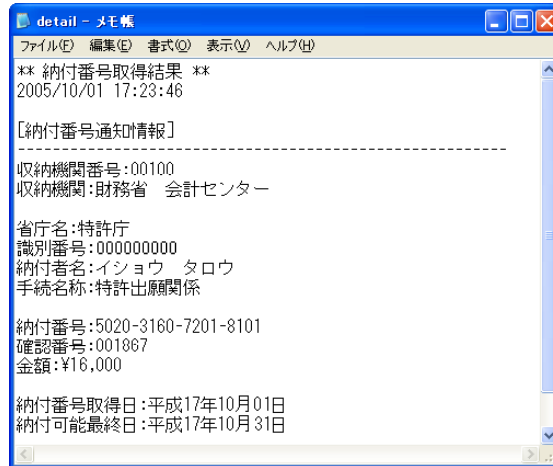 detail - メモ帳
ファイル(F) 編集(E) 書式(O) 表示(V) ヘルプ(H)
** 納付番号取得結果 **
2005/10/01 17:23:46
[納付番号通知情報]
------------------------------------------------------
収納機関番号:00100
収納機関:財務省 会計センター
省庁名:特許庁
識別番号:000000000
納付者名:イショウ タロウ
手続名称:特許出願関係
納付番号:5020-3160-7201-8101
確認番号:001867
金額:¥16,000
納付番号取得日:平成17年10月01日
納付可能最終日:平成17年10月31日